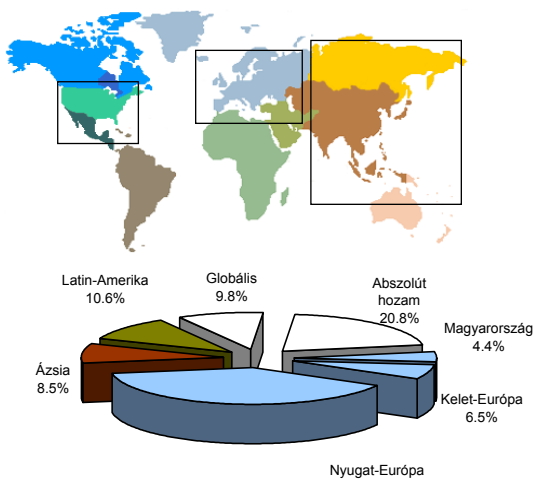 Latin-Amerika
10.6%
Globális
9.8%
Abszolút
hozam
20.8%
Magyarország
4.4%
Ázsia
8.5%
Kelet-Európa
6.5%
Nyugat-Európa